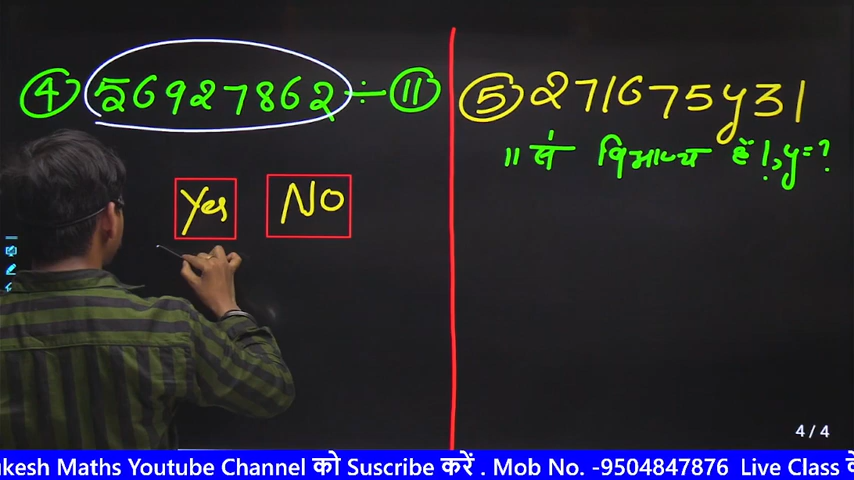 ④ 56927862 ÷ ⑪
Yes NO
⑤ 271675y31
11 से विभाज्य है।, y=?
4 / 4
kesh Maths Youtube Channel को Suscribe करें . Mob No. -9504847876 Live Class